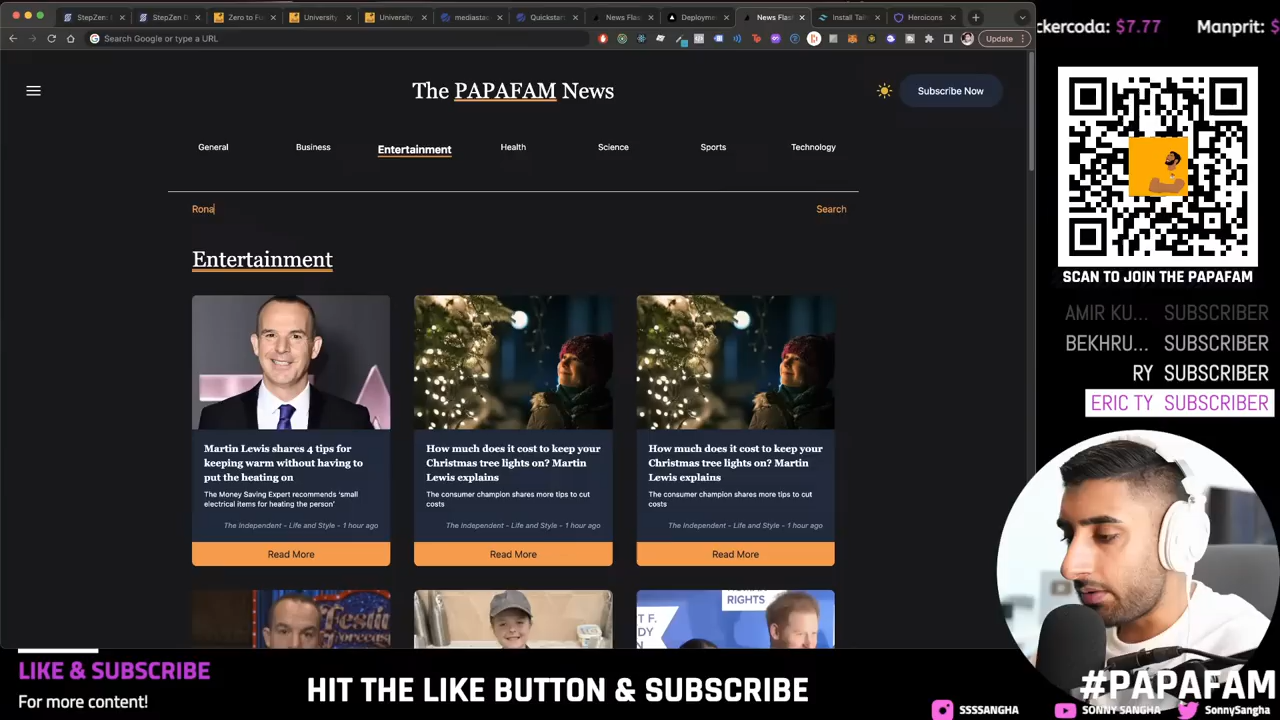 StepZen
StepZen D
Zero to Fu
University
University
mediastac
Quickstart
News Flas
Deployme
News Flas
Install Tai
Heroicons
Search Google or type a URL
Update
ckercoda: $7.77 Manprit: $
The PAPAFAM News
Subscribe Now
General
Business
Entertainment
Health
Science
Sports
Technology
Rona
Search
Entertainment
Martin Lewis shares 4 tips for
keeping warm without having to
put the heating on
The Money Saving Expert recommends 'small
electrical items for heating the person'
The Independent - Life and Style - 1 hour ago
Read More
How much does it cost to keep your
Christmas tree lights on? Martin
Lewis explains
The consumer champion shares more tips to cut
costs
The Independent - Life and Style - 1 hour ago
Read More
How much does it cost to keep your
Christmas tree lights on? Martin
Lewis explains
The consumer champion shares more tips to cut
costs
The Independent - Life and Style - 1 hour ago
Read More
RIGHTS
T F.
DY
SCAN TO JOIN THE PAPAFAM
AMIR KU... SUBSCRIBER
BEKHRU... SUBSCRIBER
RY SUBSCRIBER
ERIC TY SUBSCRIBER
LIKE & SUBSCRIBE
For more content!
HIT THE LIKE BUTTON & SUBSCRIBE
#PAPAFAM
SSSSANGHA
SONNY SANGHA
SonnySangha